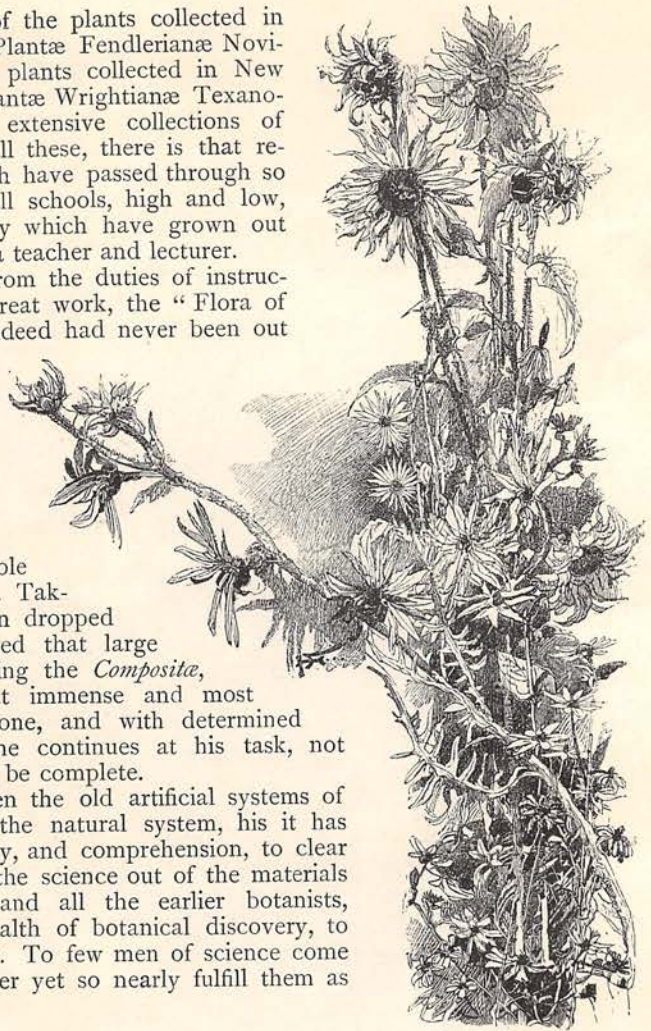 of the plants collected in
Plantæ Fendlerianæ Novi-
plants collected in New
antæ Wrightianæ Texano-
extensive collections of
ll these, there is that re-
h have passed through so
ll schools, high and low,
y which have grown out
a teacher and lecturer.
rom the duties of instruc-
reat work, the “ Flora of
deed had never been out
ole
Tak-
n dropped
ed that large
ing the Compositæ,
t immense and most
one, and with determined
he continues at his task, not
be complete.
en the old artificial systems of
the natural system, his it has
y, and comprehension, to clear
the science out of the materials
and all the earlier botanists,
alth of botanical discovery, to
. To few men of science come
er yet so nearly fulfill them as